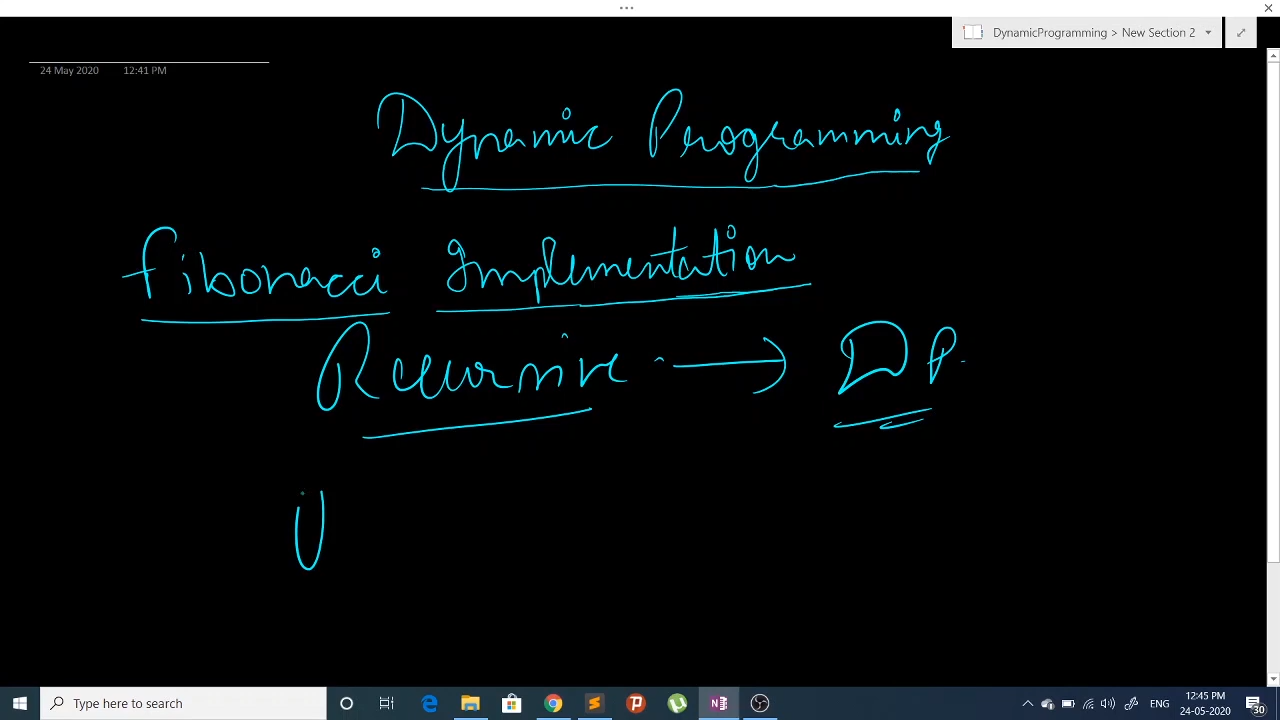 DynamicProgramming > New Section 2
24 May 2020 12:41 PM
Dynamic Programming
Fibonacci Implementation
Recursive → DP
Type here to search
ENG
12:45 PM
24-05-2020
30